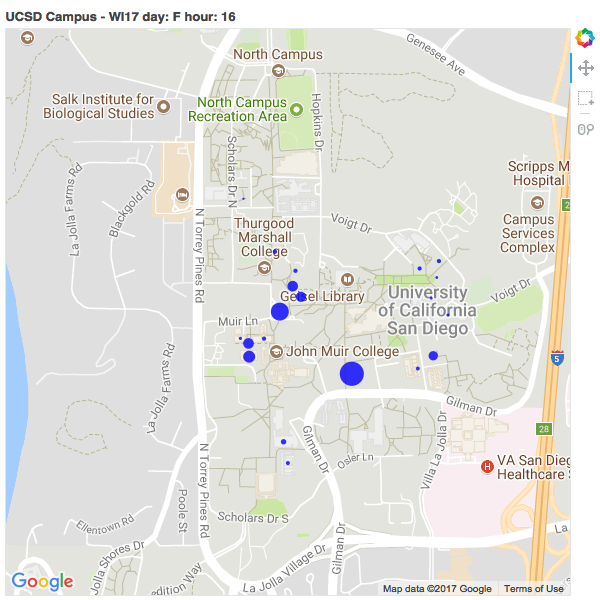 UCSD Campus - WI17 day: F hour: 16
Genesee Ave
North Campus
Salk Institute for
Biological Studies
North Campus
Recreation Area
Hopkins Dr
Scholars Dr N
Scripps M
Hospital
La Jolla Farms Rd
Blackgold Rd
N Torrey Pines Rd
Thurgood
Marshall
College
Voigt Dr
Campus
Services
Complex
Geisel Library
University
of California
San Diego
Voigt Dr
Muir Ln
John Muir College
5
La Jolla Farms Rd
Gilman Dr
28
N Torrey Pines Rd
Gilman Dr
Osler Ln
Villa La Jolla Dr
H
VA San Dieg
Healthcare S
Poole St
Ellentown Rd
Scholars Dr S
La Jolla Shores Dr
Gilman Dr
La
La Jolla Village Dr
edition Way
Google
Map data ©2017 Google
Terms of Use